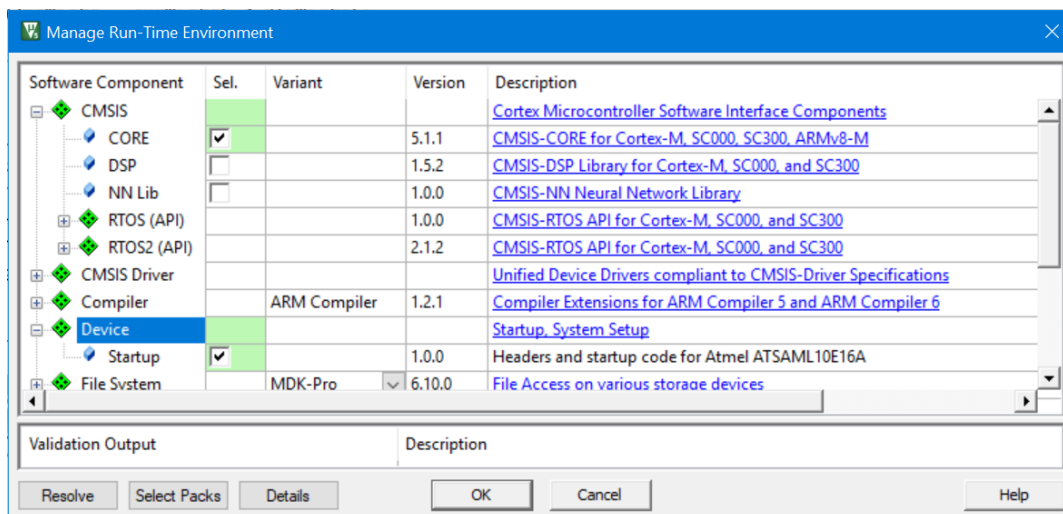 Manage Run-Time Environment
Software Component Sel. Variant Version Description
CMSIS Cortex Microcontroller Software Interface Components
CORE 5.1.1 CMSIS-CORE for Cortex-M, SC000, SC300, ARMv8-M
DSP 1.5.2 CMSIS-DSP Library for Cortex-M, SC000, and SC300
NN Lib 1.0.0 CMSIS-NN Neural Network Library
RTOS (API) 1.0.0 CMSIS-RTOS API for Cortex-M, SC000, and SC300
RTOS2 (API) 2.1.2 CMSIS-RTOS API for Cortex-M, SC000, and SC300
CMSIS Driver Unified Device Drivers compliant to CMSIS-Driver Specifications
Compiler ARM Compiler 1.2.1 Compiler Extensions for ARM Compiler 5 and ARM Compiler 6
Device Startup, System Setup
Startup 1.0.0 Headers and startup code for Atmel ATSAML10E16A
File System MDK-Pro 6.10.0 File Access on various storage devices
Validation Output Description
Resolve Select Packs Details OK Cancel Help